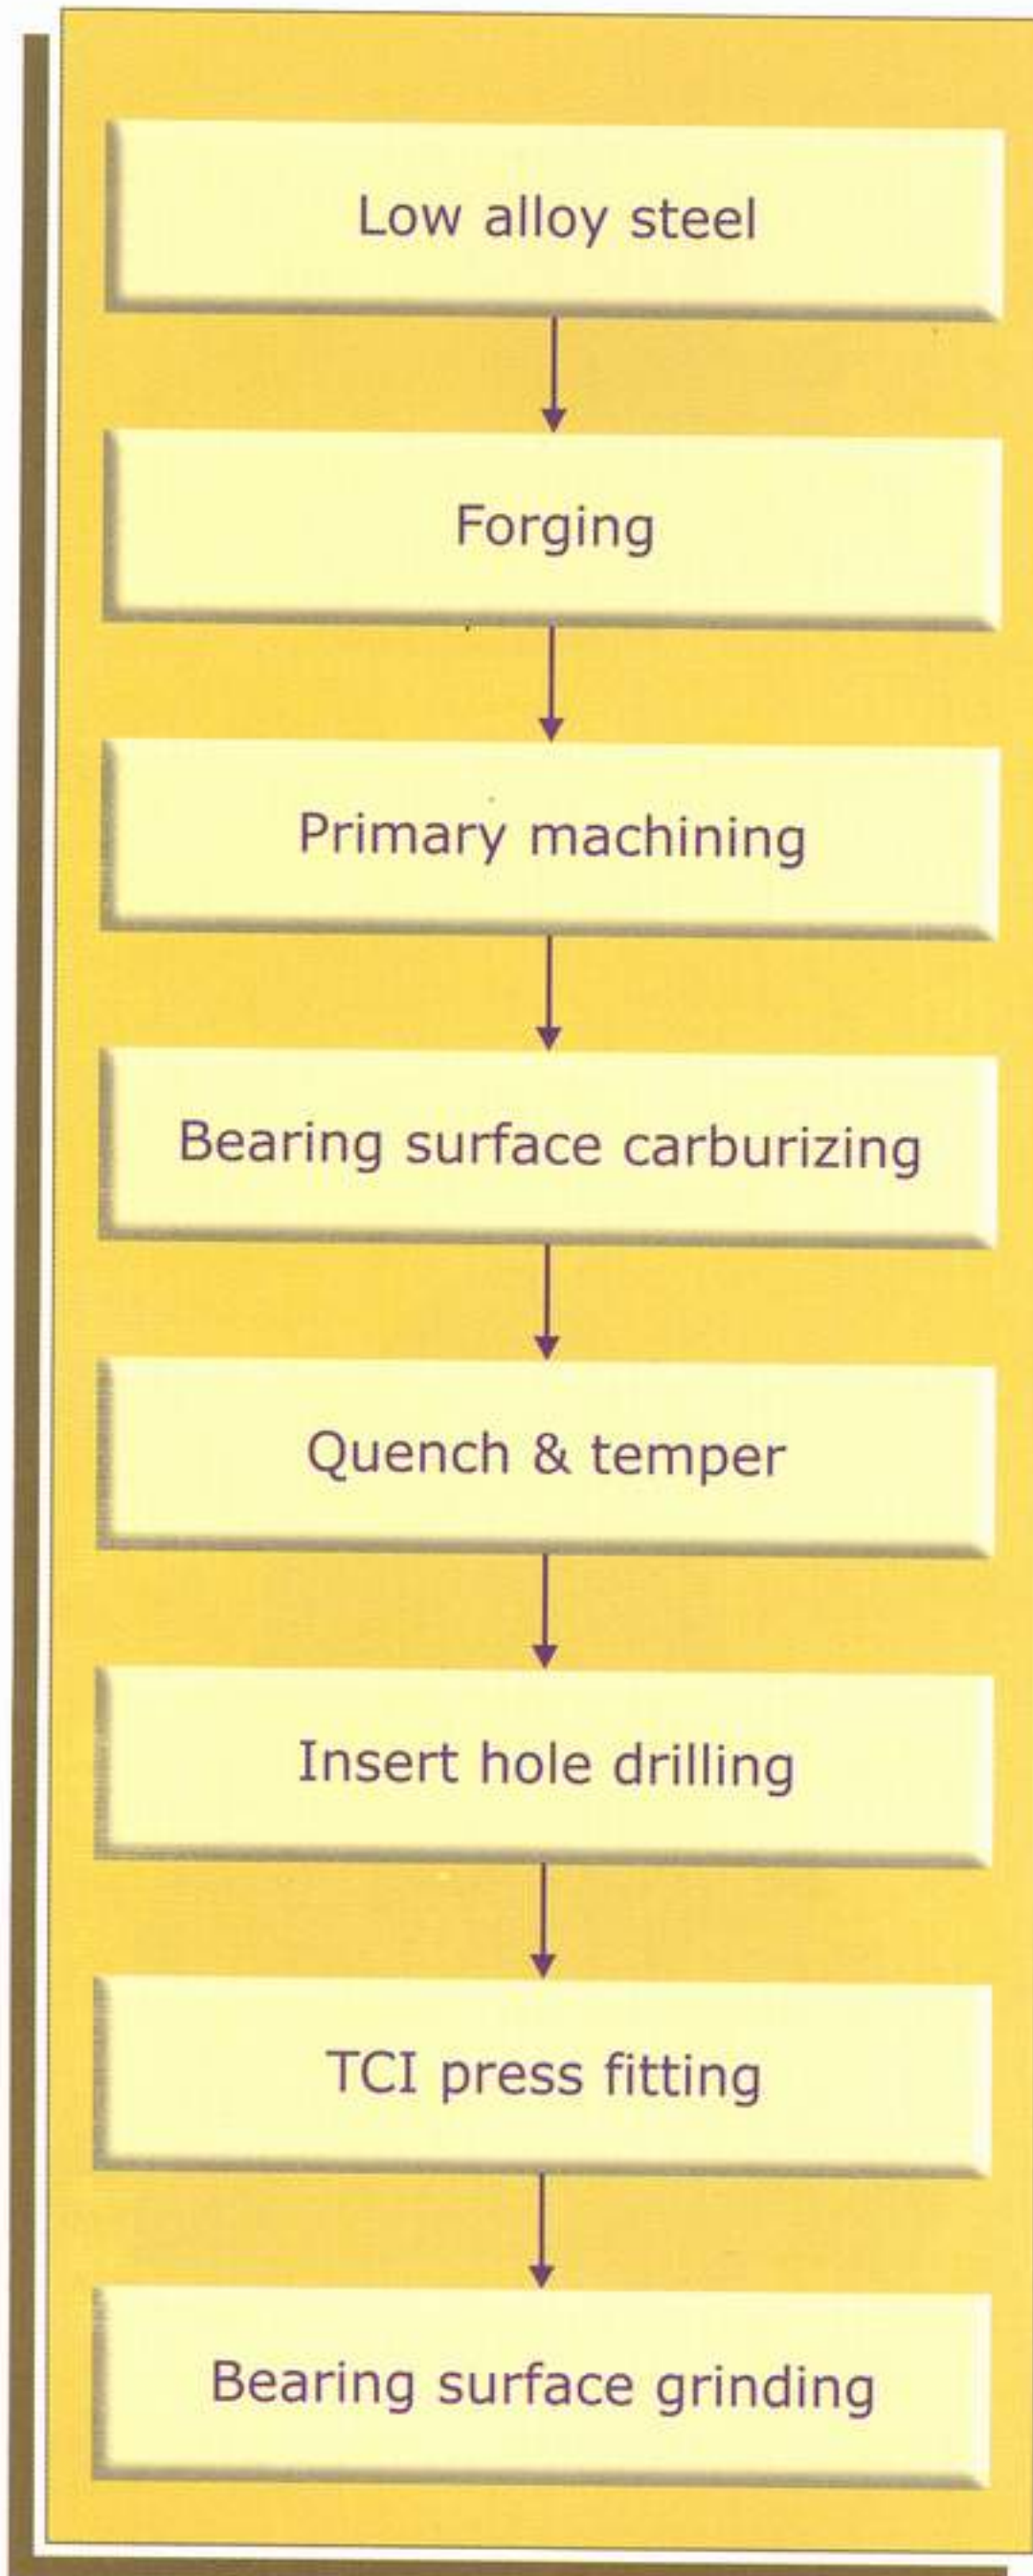 Low alloy steel
Forging
Primary machining
Bearing surface carburizing
Quench & temper
Insert hole drilling
TCI press fitting
Bearing surface grinding